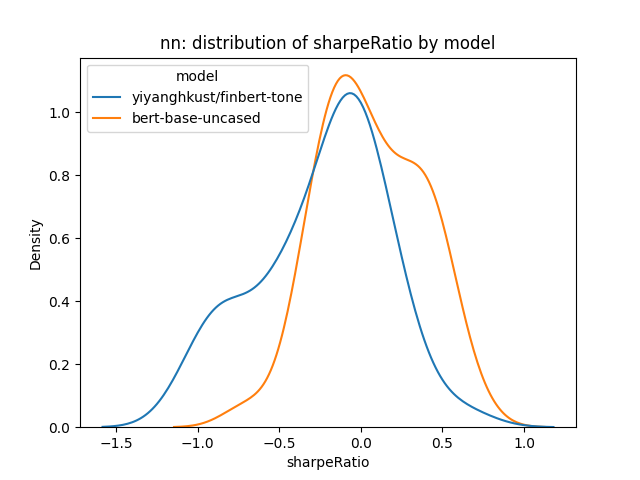 nn: distribution of sharpeRatio by model
model
yiyanghkust/finbert-tone
bert-base-uncased
Density
1.0
0.8
0.6
0.4
0.2
0.0
−1.5 −1.0 −0.5 0.0 0.5 1.0
sharpeRatio